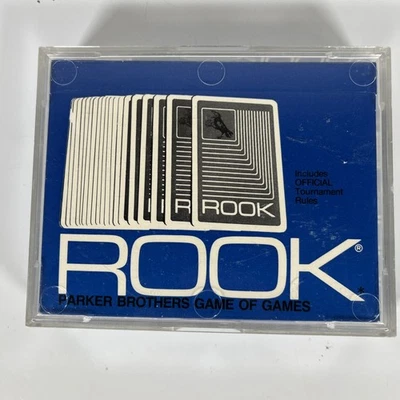 R ROOK
Includes
OFFICIAL
Tournament
Rules
ROOK®
PARKER BROTHERS GAME OF GAMES